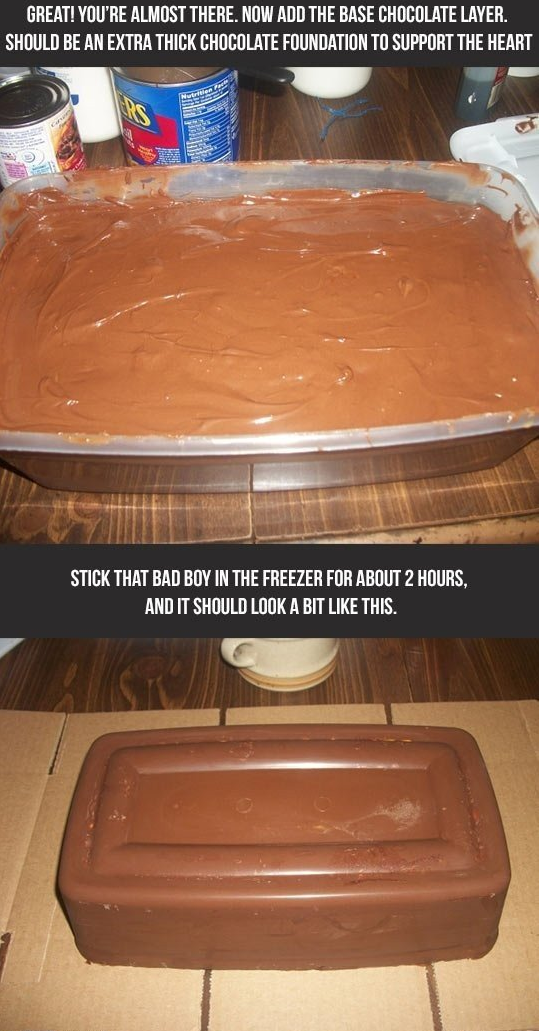 GREAT! YOU'RE ALMOST THERE. NOW ADD THE BASE CHOCOLATE LAYER.
SHOULD BE AN EXTRA THICK CHOCOLATE FOUNDATION TO SUPPORT THE HEART
ERS
Nutrition Facts
STICK THAT BAD BOY IN THE FREEZER FOR ABOUT 2 HOURS,
AND IT SHOULD LOOK A BIT LIKE THIS.